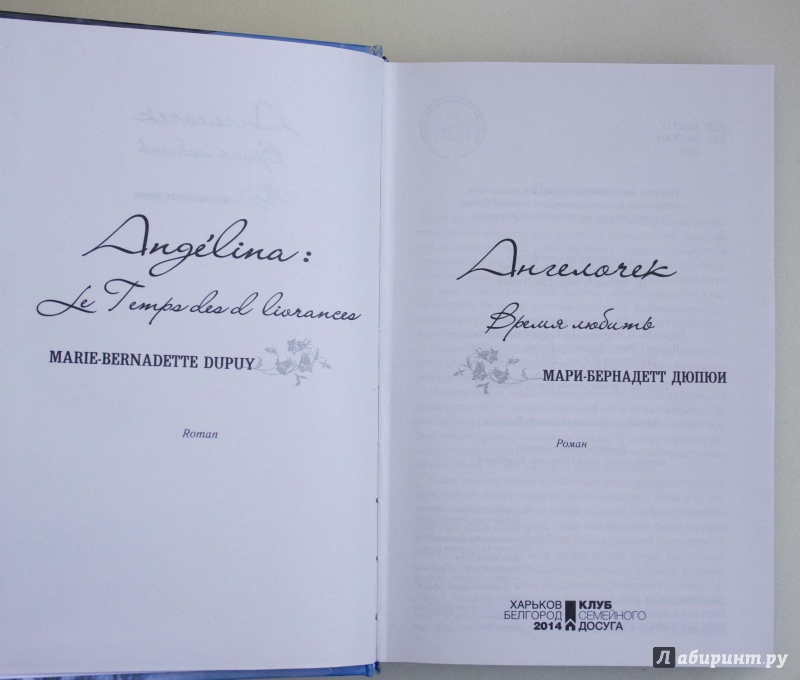 Angélina :
Le Temps des d livrances
MARIE-BERNADETTE DUPUY
Roman
Ангелочек
Время любить
МАРИ-БЕРНАДЕТТ ДЮПЮИ
Роман
ХАРЬКОВ КЛУБ
БЕЛГОРОД СЕМЕЙНОГО
2014 ДОСУГА
Лабиринт.ру